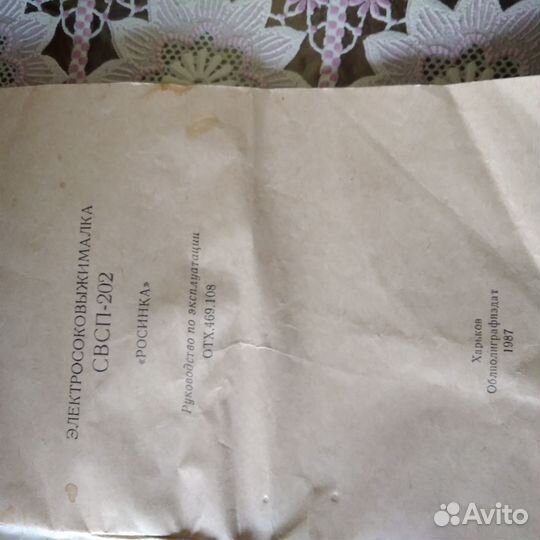 ЭЛЕКТРОСОКОВЫЖИМАЛКА
СВСП-202
«РОСИНКА»
Руководство по эксплуатации
ОТХ.469.108
Харьков
Облполиграфиздат
1987
Avito